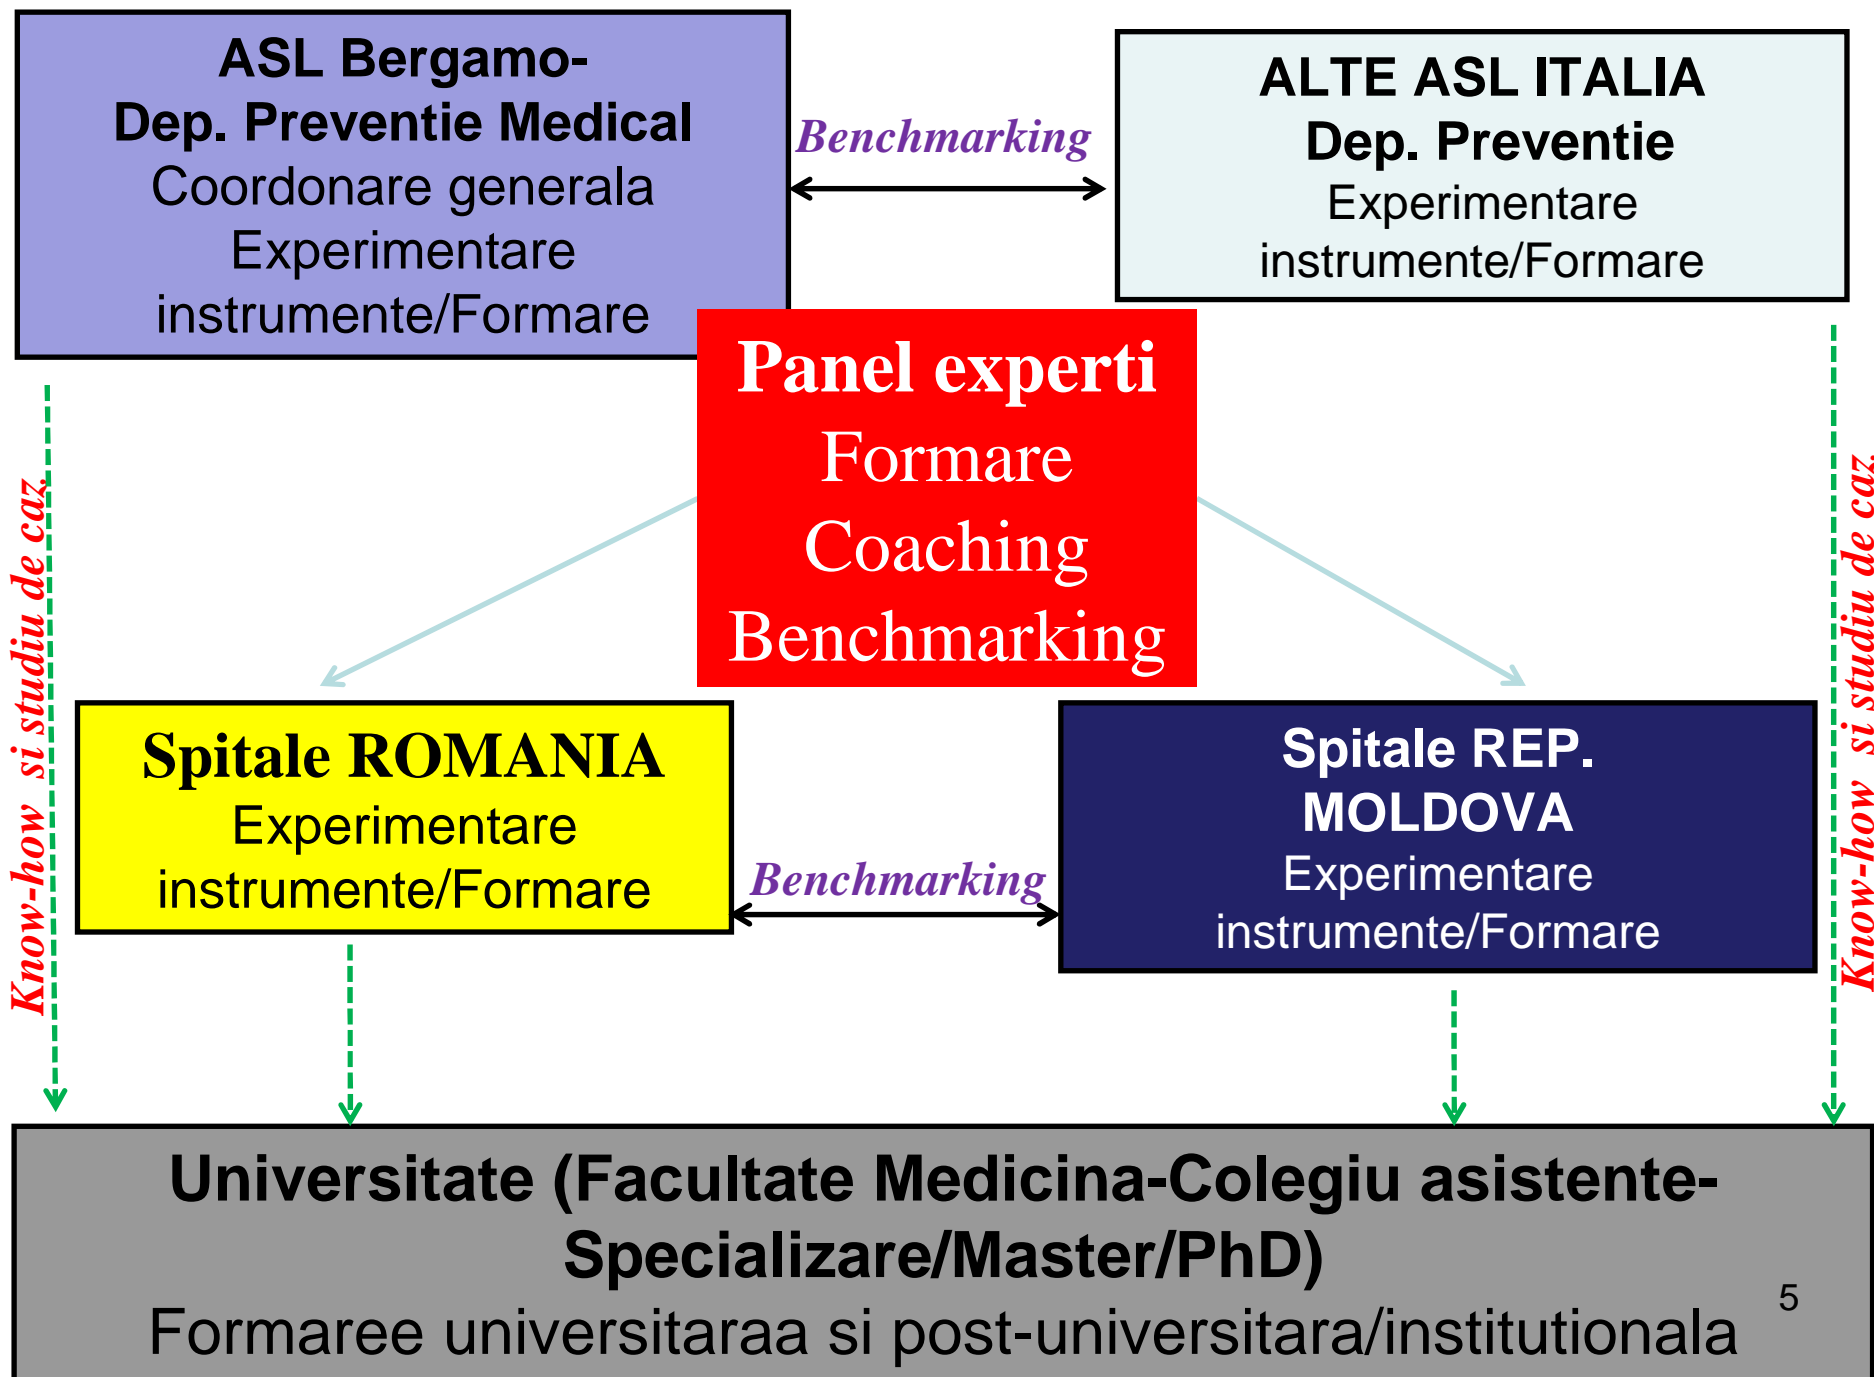 ASL Bergamo-
Dep. Preventie Medical
Coordonare generala
Experimentare
instrumente/Formare
Benchmarking
ALTE ASL ITALIA
Dep. Preventie
Experimentare
instrumente/Formare
Panel experti
Formare
Coaching
Benchmarking
Know-how si studiu de caz
Know-how si studiu de caz
Spitale ROMANIA
Experimentare
instrumente/Formare
Benchmarking
Spitale REP.
MOLDOVA
Experimentare
instrumente/Formare
Universitate (Facultate Medicina-Colegiu asistente-
Specializare/Master/PhD)
Formaree universitaraa si post-universitara/institutionala
5